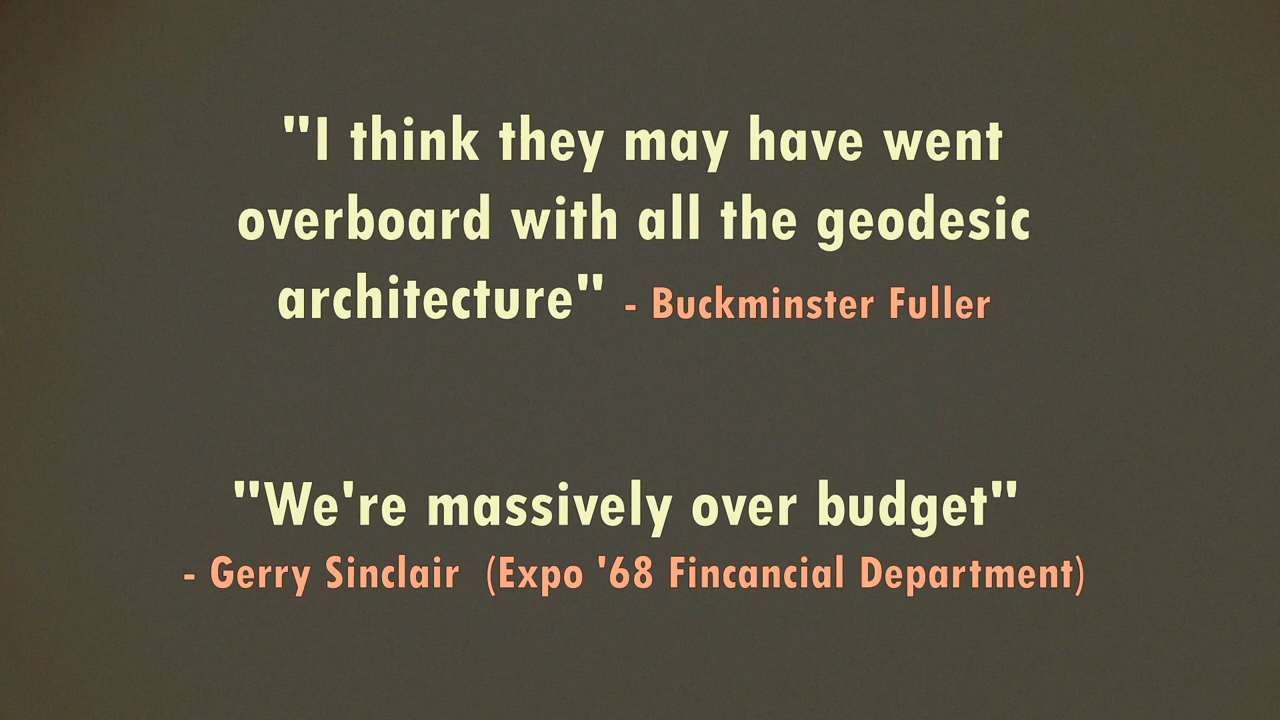 "I think they may have went
overboard with all the geodesic
architecture" - Buckminster Fuller
"We're massively over budget"
- Gerry Sinclair (Expo '68 Fincancial Department)